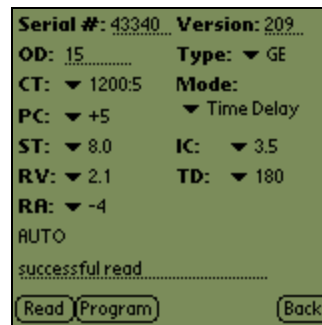 Serial #: 43340 Version: 209
OD: 15 Type: GE
CT: 1200:5 Mode:
PC: +5 Time Delay
ST: 8.0 IC: 3.5
RV: 2.1 TD: 180
RA: -4
AUTO
successful read
Read Program Back